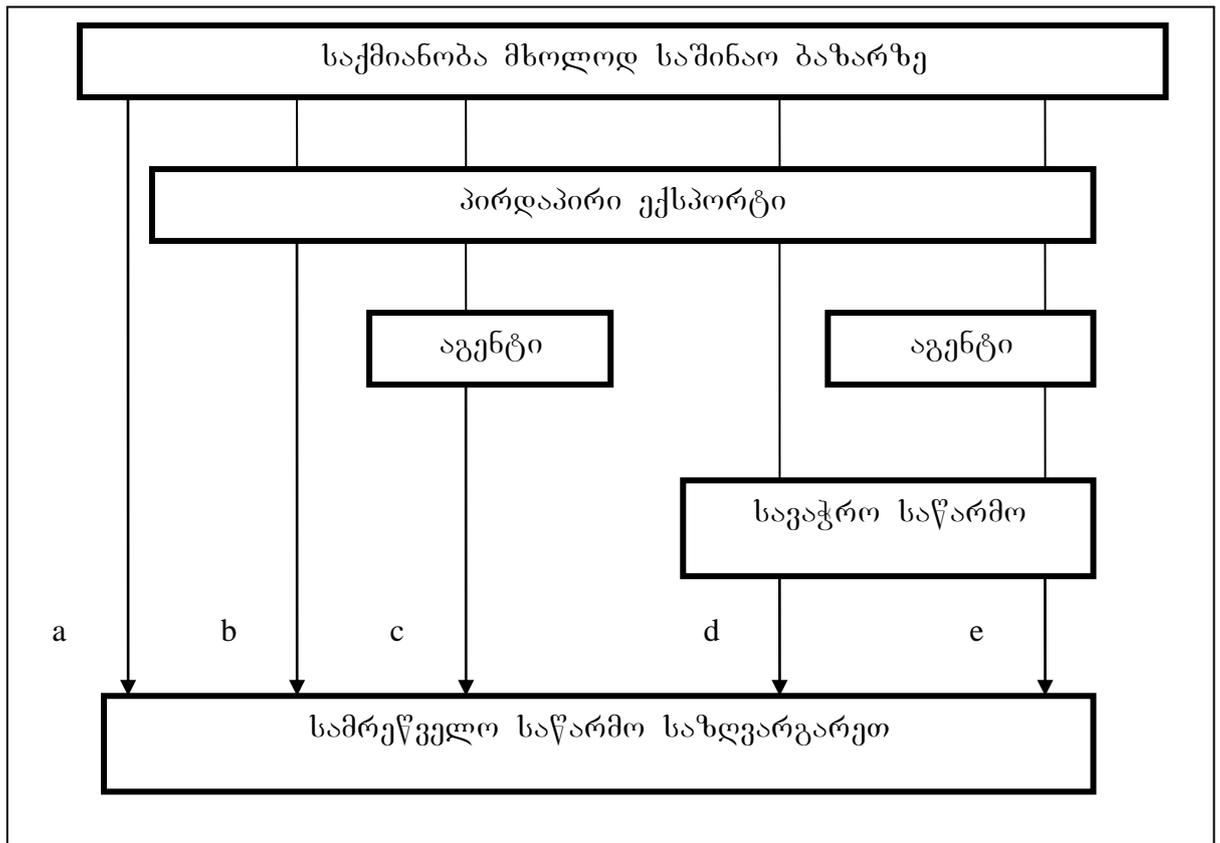 საქმიანობა მხოლოდ საშინაო ბაზარზე
პირდაპირი ექსპორტი
აგენტი აგენტი
სავაჭრო საწარმო
a b c d e
სამრეწველო საწარმო საზღვარგარეთ